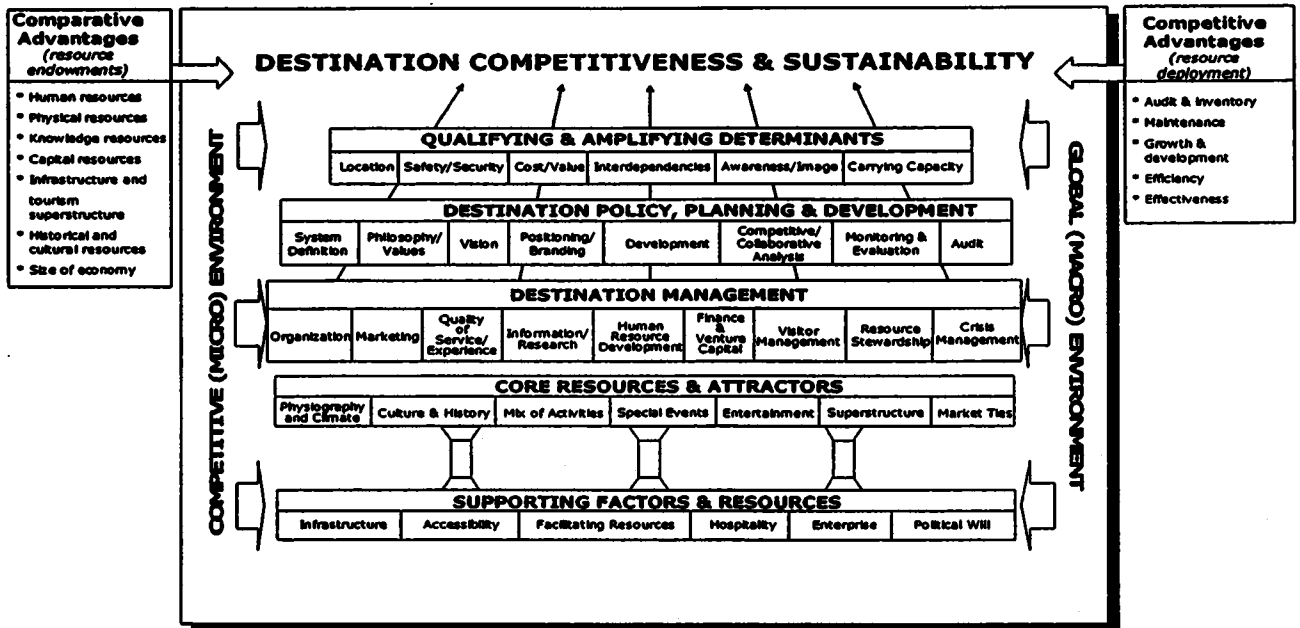 Comparative
Advantages
(resource
endowments)
* Human resources
* Physical resources
* Knowledge resources
* Capital resources
* Infrastructure and
tourism
superstructure
* Historical and
cultural resources
* Size of economy
DESTINATION COMPETITIVENESS & SUSTAINABILITY
Competitive
Advantages
(resource
deployment)
* Audit & inventory
* Maintenance
* Growth &
development
* Efficiency
* Effectiveness
COMPETITIVE (MICRO) ENVIRONMENT
GLOBAL (MACRO) ENVIRONMENT
QUALIFYING & AMPLIFYING DETERMINANTS
Location
Safety/Security
Cost/Value
Interdependencies
Awareness/Image
Carrying Capacity
DESTINATION POLICY, PLANNING & DEVELOPMENT
System
Definition
Philosophy/
Values
Vision
Positioning/
Branding
Development
Competitive/
Collaborative
Analysis
Monitoring &
Evaluation
Audit
DESTINATION MANAGEMENT
Organization
Marketing
Quality
of
Service/
Experience
Information/
Research
Human
Resource
Development
Finance
&
Venture
Capital
Visitor
Management
Resource
Stewardship
Crisis
Management
CORE RESOURCES & ATTRACTORS
Physiography
and Climate
Culture & History
Mix of Activities
Special Events
Entertainment
Superstructure
Market Ties
SUPPORTING FACTORS & RESOURCES
Infrastructure
Accessibility
Facilitating Resources
Hospitality
Enterprise
Political Will